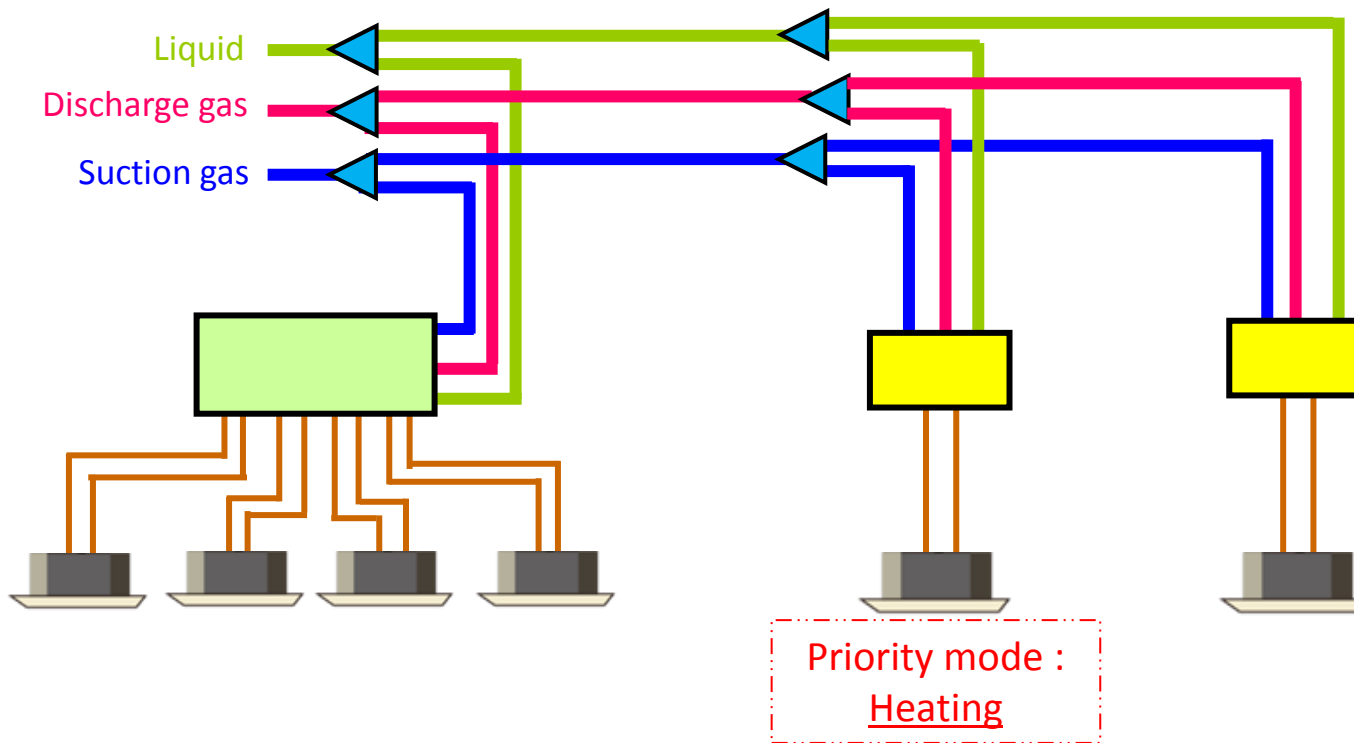 Liquid
Discharge gas
Suction gas
Priority mode :
Heating